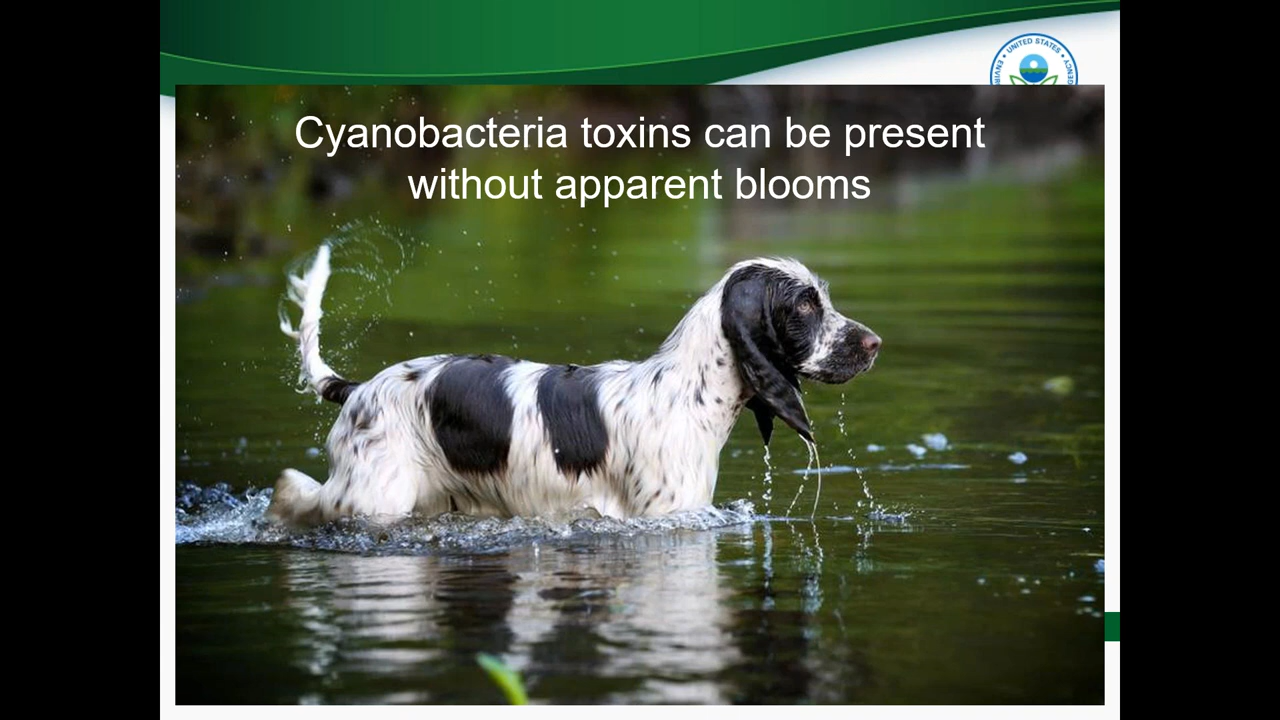 UNITED STATES
Cyanobacteria toxins can be present
without apparent blooms